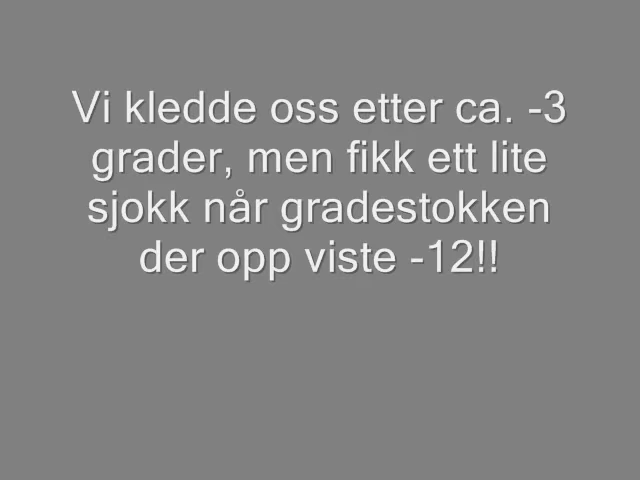 Vi kledde oss etter ca. -3
grader, men fikk ett lite
sjokk når gradestokken
der opp viste -12!!